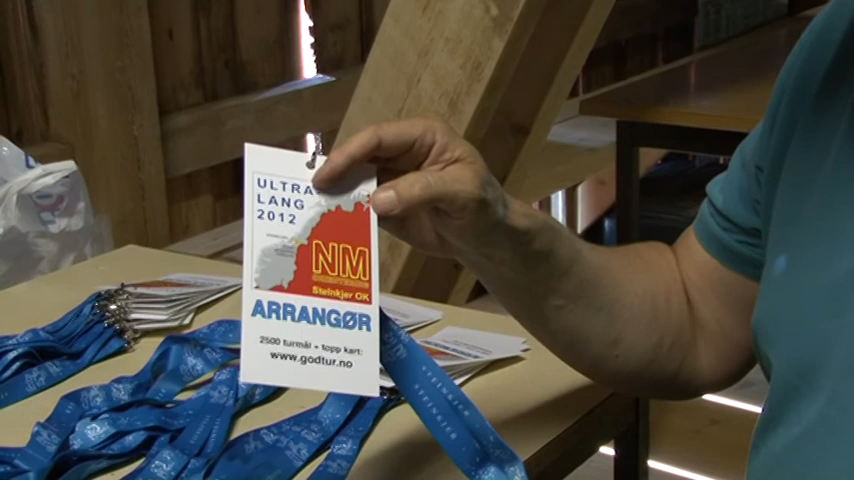 ULTRA
LANG
2012
NM
Steinkjer OK
ARRANGØR
2500 turmål + topp kart:
www.godtur.no